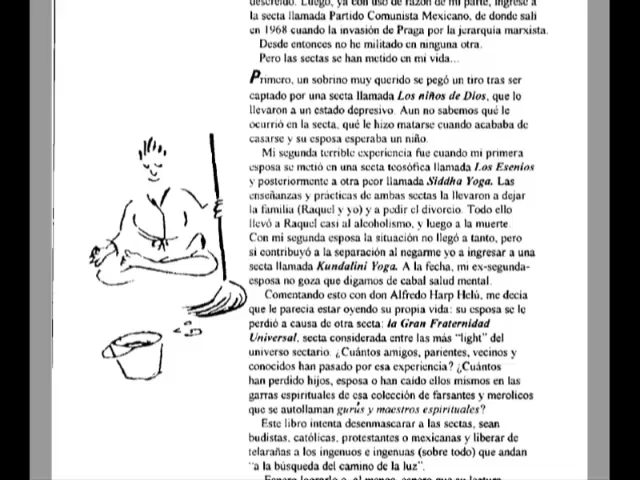 descreído. Luego, ya con uso de razón de mi parte, ingresé a
la secta llamada Partido Comunista Mexicano, de donde salí
en 1968 cuando la invasión de Praga por la jerarquía marxista.
Desde entonces no he militado en ninguna otra.
Pero las sectas se han metido en mi vida...
Primero, un sobrino muy querido se pegó un tiro tras ser
captado por una secta llamada Los niños de Dios, que lo
llevaron a un estado depresivo. Aun no sabemos qué le
ocurrió en la secta, qué le hizo matarse cuando acababa de
casarse y su esposa esperaba un niño.
Mi segunda terrible experiencia fue cuando mi primera
esposa se metió en una secta teosófica llamada Los Esenios
y posteriormente a otra peor llamada Siddha Yoga. Las
enseñanzas y prácticas de ambas sectas la llevaron a dejar
la familia (Raquel y yo) y a pedir el divorcio. Todo ello
llevó a Raquel casi al alcoholismo, y luego a la muerte.
Con mi segunda esposa la situación no llegó a tanto, pero
si contribuyó a la separación al negarme yo a ingresar a una
secta llamada Kundalini Yoga. A la fecha, mi ex-segunda-
esposa no goza que digamos de cabal salud mental.
Comentando esto con don Alfredo Harp Helú, me decía
que le parecía estar oyendo su propia vida: su esposa se le
perdió a causa de otra secta: la Gran Fraternidad
Universal, secta considerada entre las más "light" del
universo sectario. ¿Cuántos amigos, parientes, vecinos y
conocidos han pasado por esa experiencia? ¿Cuántos
han perdido hijos, esposa o han caído ellos mismos en las
garras espirituales de esa colección de farsantes y merolicos
que se autollaman gurús y maestros espirituales?
Este libro intenta desenmascarar a las sectas, sean
budistas, católicas, protestantes o mexicanas y liberar de
telarañas a los ingenuos e ingenuas (sobre todo) que andan
"a la búsqueda del camino de la luz".